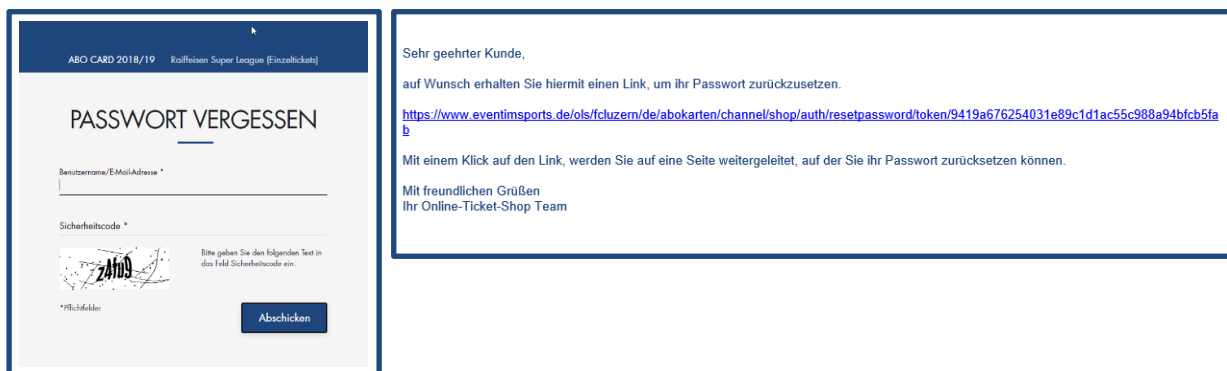 ABO CARD 2018/19 Raiffeisen Super League (Einzeltickets)
PASSWORT VERGESSEN
Benutzername/E-Mail-Adresse *
Sicherheitscode *
z4fu9
Bitte geben Sie den folgenden Text in
das Feld Sicherheitscode ein.
*Pflichtfelder
Abschicken
Sehr geehrter Kunde,
auf Wunsch erhalten Sie hiermit einen Link, um ihr Passwort zurückzusetzen.
https://www.eventimsports.de/ols/fcluzern/de/abokarten/channel/shop/auth/resetpassword/token/9419a676254031e89c1d1ac55c988a94bfcb5fa
b
Mit einem Klick auf den Link, werden Sie auf eine Seite weitergeleitet, auf der Sie ihr Passwort zurücksetzen können.
Mit freundlichen Grüßen
Ihr Online-Ticket-Shop Team